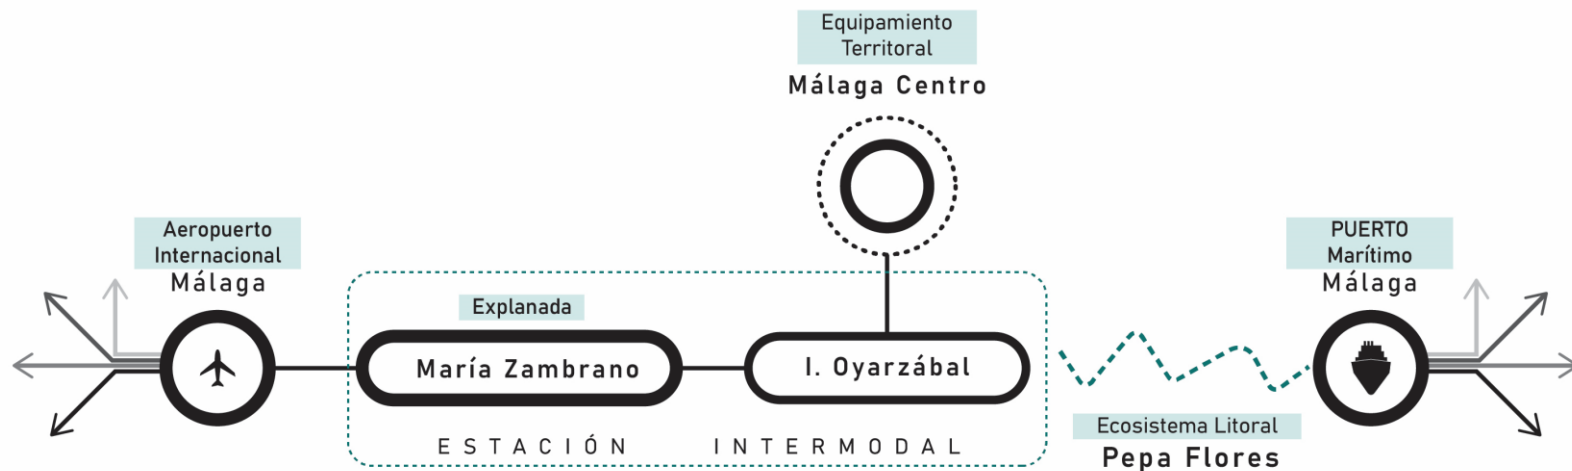 Equipamiento
Territoral
Málaga Centro
Aeropuerto
Internacional
Málaga
PUERTO
Marítimo
Málaga
Explanada
María Zambrano
I. Oyarzábal
ESTACIÓN INTERMODAL
Ecosistema Litoral
Pepa Flores